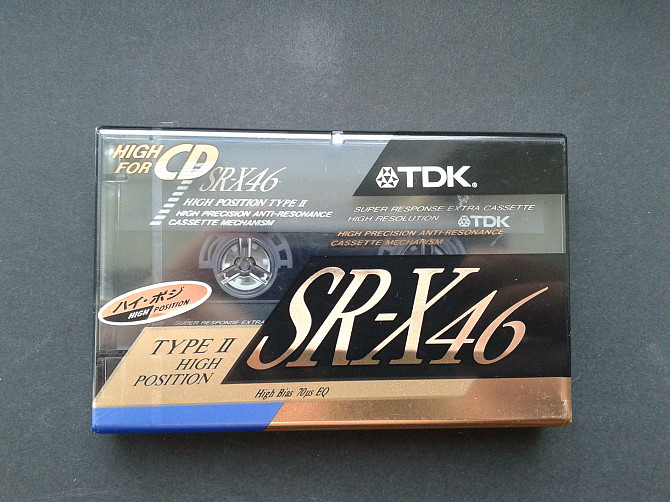 HIGH
FOR CD
SR-X46
HIGH POSITION TYPE II
HIGH PRECISION ANTI-RESONANCE
CASSETTE MECHANISM
TDK®
SUPER RESPONSE EXTRA CASSETTE
HIGH RESOLUTION TDK
HIGH PRECISION ANTI-RESONANCE
CASSETTE MECHANISM
ハイ・ポジ
HIGH POSITION
SUPER RESPONSE EXTRA
SR-X46
TYPE II
HIGH
POSITION
High Bias 70μs EQ